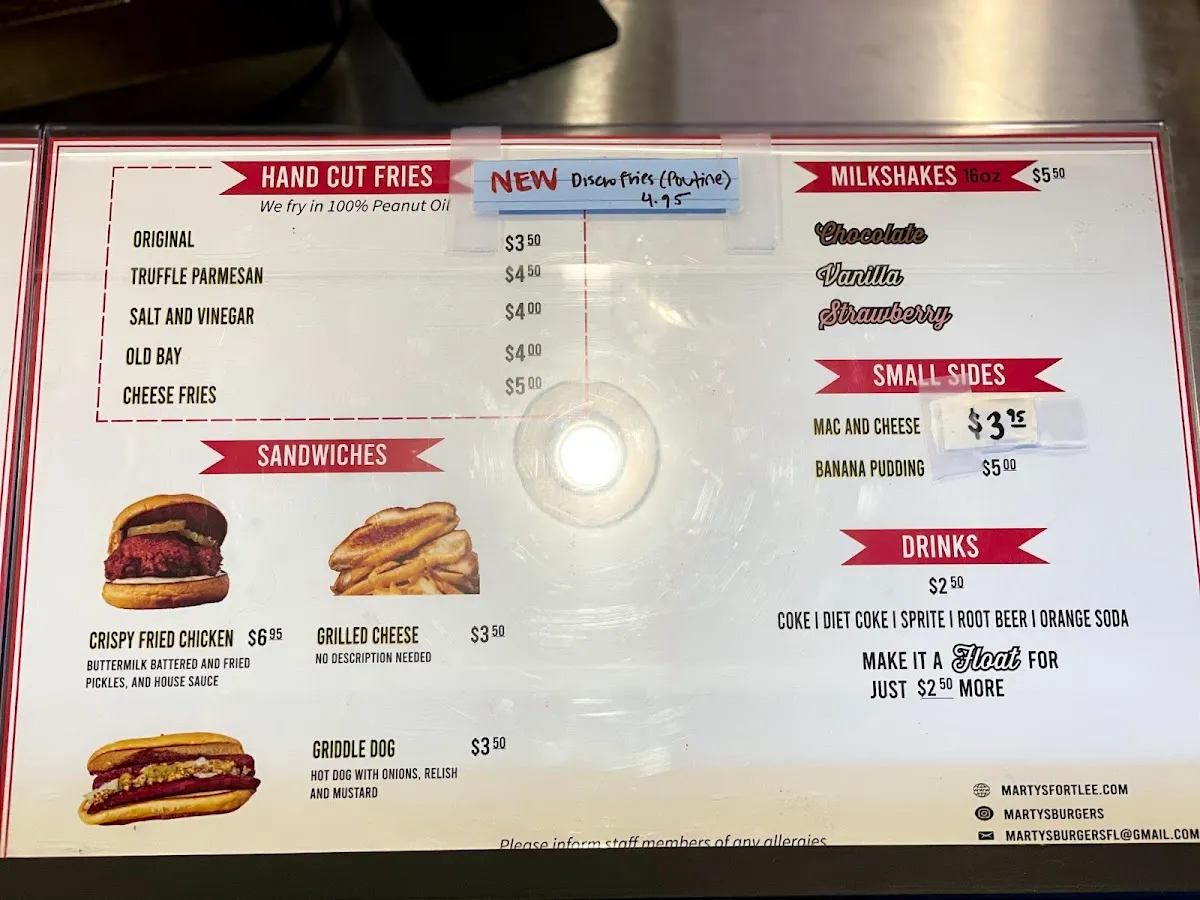 HAND CUT FRIES
We fry in 100% Peanut Oil
NEW Disco Fries (Poutine)
4.95
ORIGINAL $3.50
TRUFFLE PARMESAN $4.50
SALT AND VINEGAR $4.00
OLD BAY $4.00
CHEESE FRIES $5.00
SANDWICHES
CRISPY FRIED CHICKEN $6.95
BUTTERMILK BATTERED AND FRIED
PICKLES, AND HOUSE SAUCE
GRILLED CHEESE $3.50
NO DESCRIPTION NEEDED
GRIDDLE DOG $3.50
HOT DOG WITH ONIONS, RELISH
AND MUSTARD
MILKSHAKES 16oz $5.50
Chocolate
Vanilla
Strawberry
SMALL SIDES
MAC AND CHEESE $3.95
BANANA PUDDING $5.00
DRINKS
$2.50
COKE | DIET COKE | SPRITE | ROOT BEER | ORANGE SODA
MAKE IT A Float FOR
JUST $2.50 MORE
MARTYSFORTLEE.COM
MARTYSBURGERS
MARTYSBURGERSFL@GMAIL.COM
Please inform staff members of any allergies